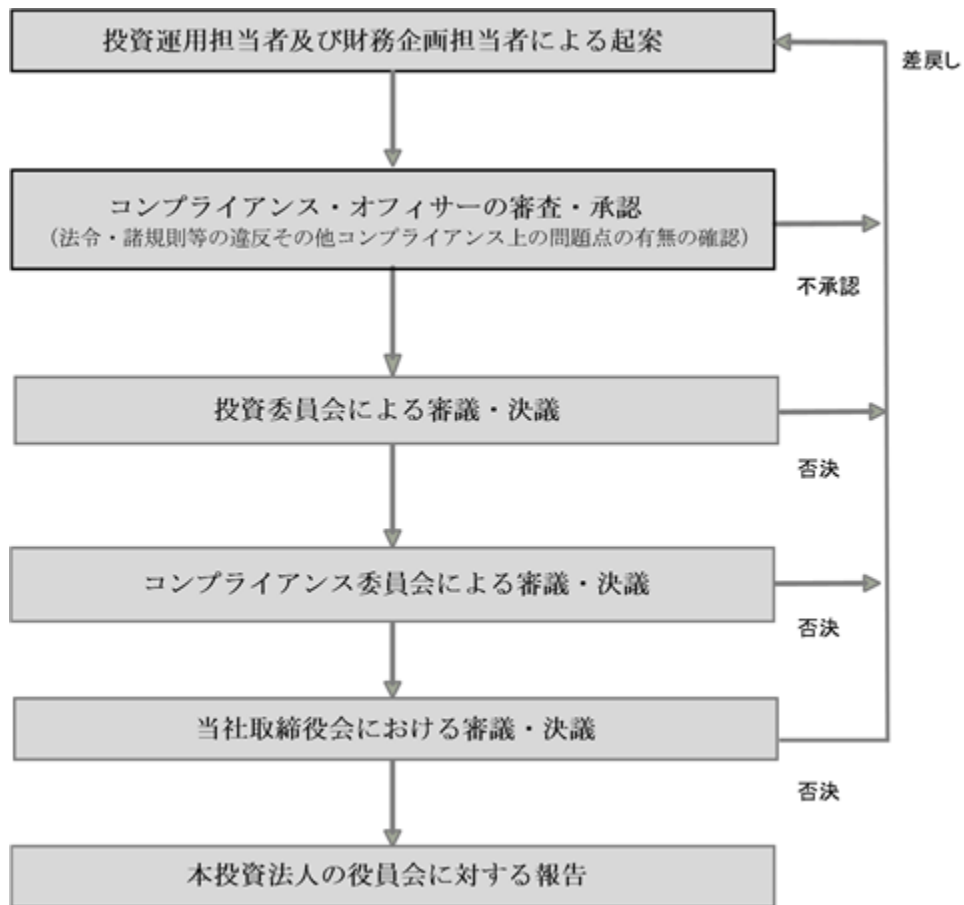 投資運用担当者及び財務企画担当者による起案
差戻し
コンプライアンス・オフィサーの審査・承認
(法令・諸規則等の違反その他コンプライアンス上の問題点の有無の確認)
不承認
投資委員会による審議・決議
否決
コンプライアンス委員会による審議・決議
否決
当社取締役会における審議・決議
否決
本投資法人の役員会に対する報告